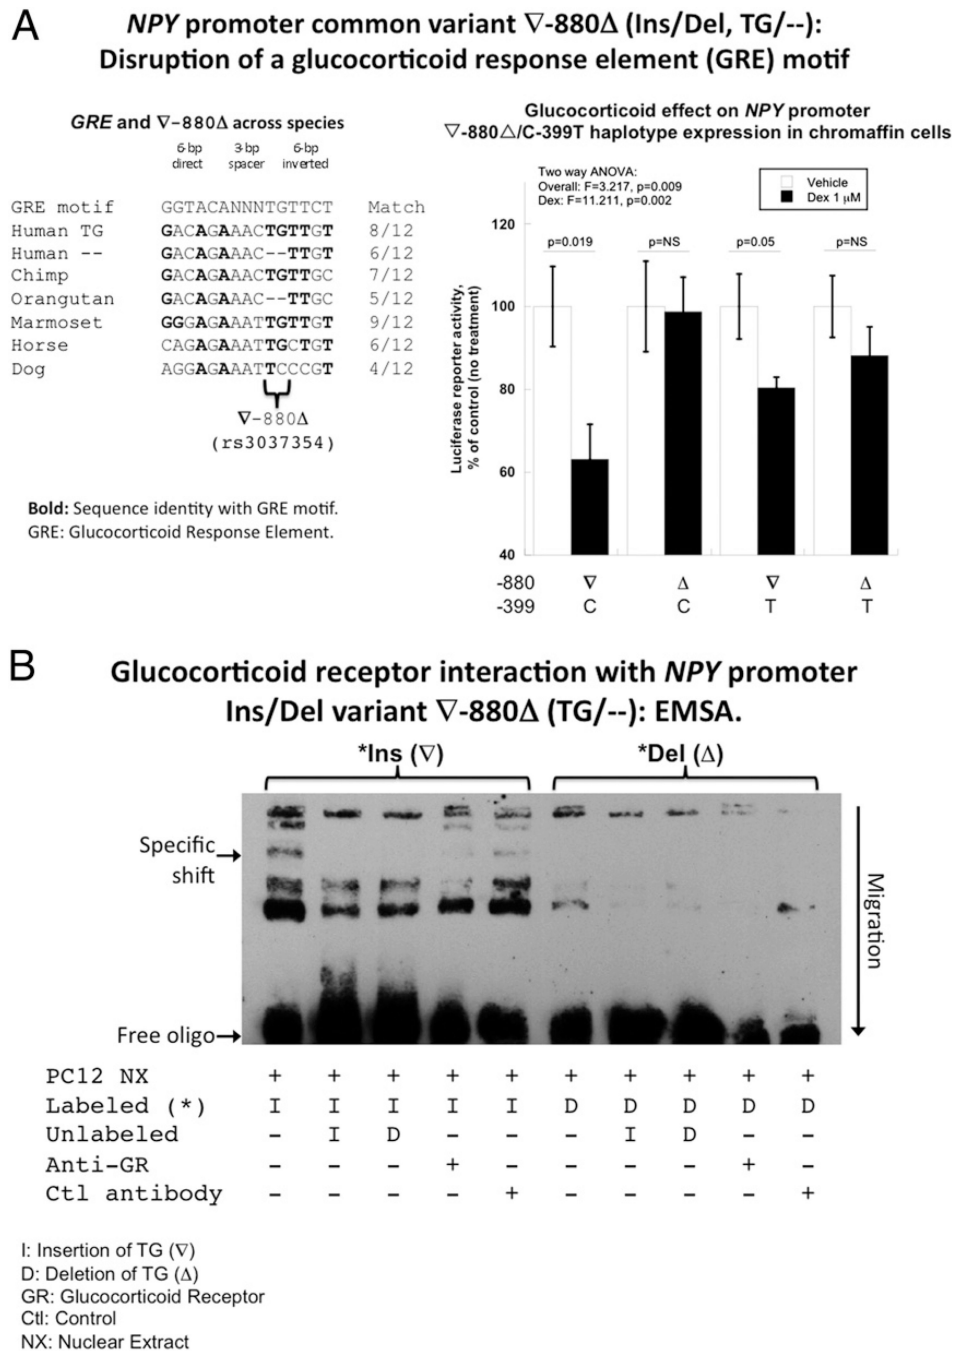 A
NPY promoter common variant ∇-880Δ (Ins/Del, TG/--):
Disruption of a glucocorticoid response element (GRE) motif
GRE and ∇-880Δ across species
6-bp direct
3-bp spacer
6-bp inverted
GRE motif GGTACANNNTGTTCT Match
Human TG GACAGAAACTGTTGT 8/12
Human -- GACAGAAAC--TTGT 6/12
Chimp GACAGAAACTGTTGC 7/12
Orangutan GACAGAAAC--TTGC 5/12
Marmoset GGGAGAAATTGTTGT 9/12
Horse CAGAGAAATTGCTGT 6/12
Dog AGGAGAAATTCCCGT 4/12
∇-880Δ
(rs3037354)
Bold: Sequence identity with GRE motif.
GRE: Glucocorticoid Response Element.
Glucocorticoid effect on NPY promoter
▽-880△/C-399T haplotype expression in chromaffin cells
Two way ANOVA:
Overall: F=3.217, p=0.009
Dex: F=11.211, p=0.002
Vehicle
Dex 1 μM
p=0.019 p=NS p=0.05 p=NS
Luciferase reporter activity,
% of control (no treatment)
120
100
80
60
40
-880 ∇ Δ ∇ Δ
-399 C C T T
B
Glucocorticoid receptor interaction with NPY promoter
Ins/Del variant ∇-880Δ (TG/--): EMSA.
*Ins (∇) *Del (Δ)
Specific
shift
Free oligo
Migration
PC12 NX + + + + + + + + + +
Labeled (*) I I I I I D D D D D
Unlabeled – I D – – – I D – –
Anti-GR – – – + – – – – + –
Ctl antibody – – – – + – – – – +
I: Insertion of TG (∇)
D: Deletion of TG (Δ)
GR: Glucocorticoid Receptor
Ctl: Control
NX: Nuclear Extract